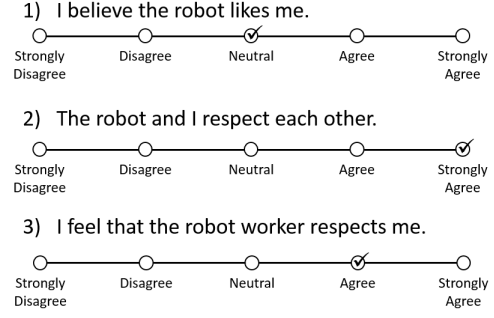 1) I believe the robot likes me.
Strongly Disagree Neutral Agree Strongly
Disagree Agree
2) The robot and I respect each other.
Strongly Disagree Neutral Agree Strongly
Disagree Agree
3) I feel that the robot worker respects me.
Strongly Disagree Neutral Agree Strongly
Disagree Agree